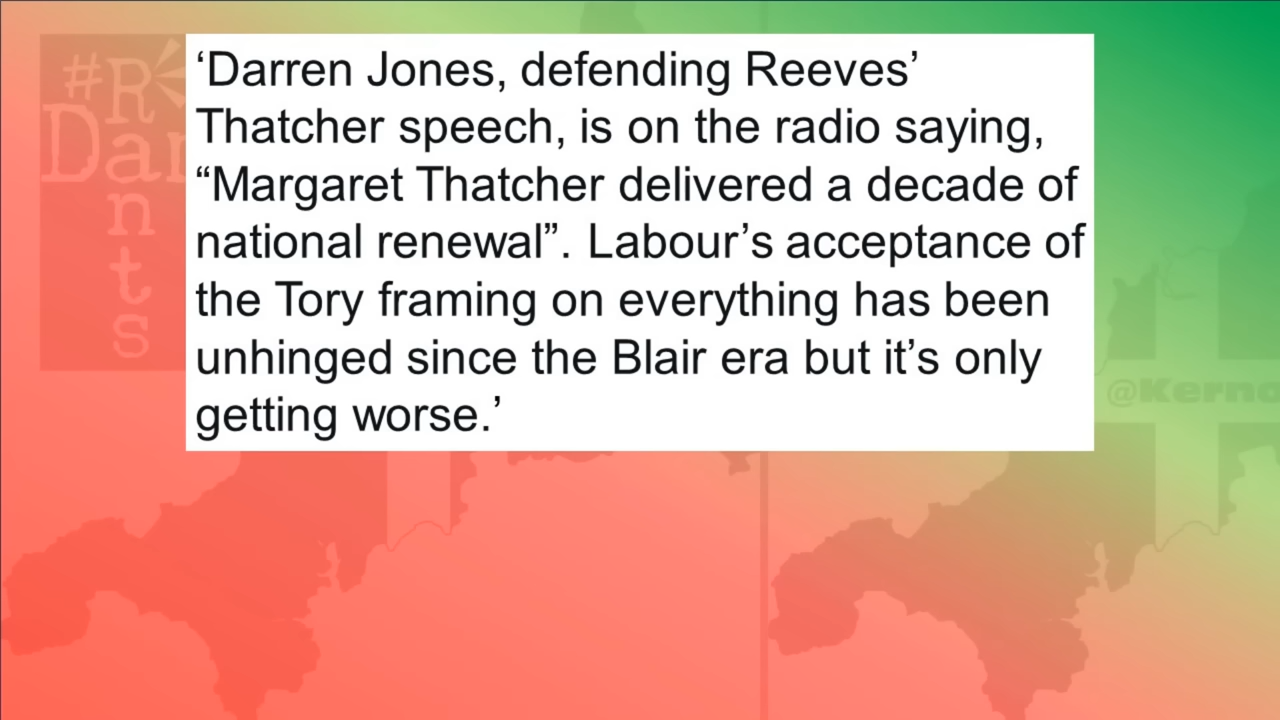 #R
Dar
n
t
s
‘Darren Jones, defending Reeves’
Thatcher speech, is on the radio saying,
“Margaret Thatcher delivered a decade of
national renewal”. Labour’s acceptance of
the Tory framing on everything has been
unhinged since the Blair era but it’s only
getting worse.’
@Kerno